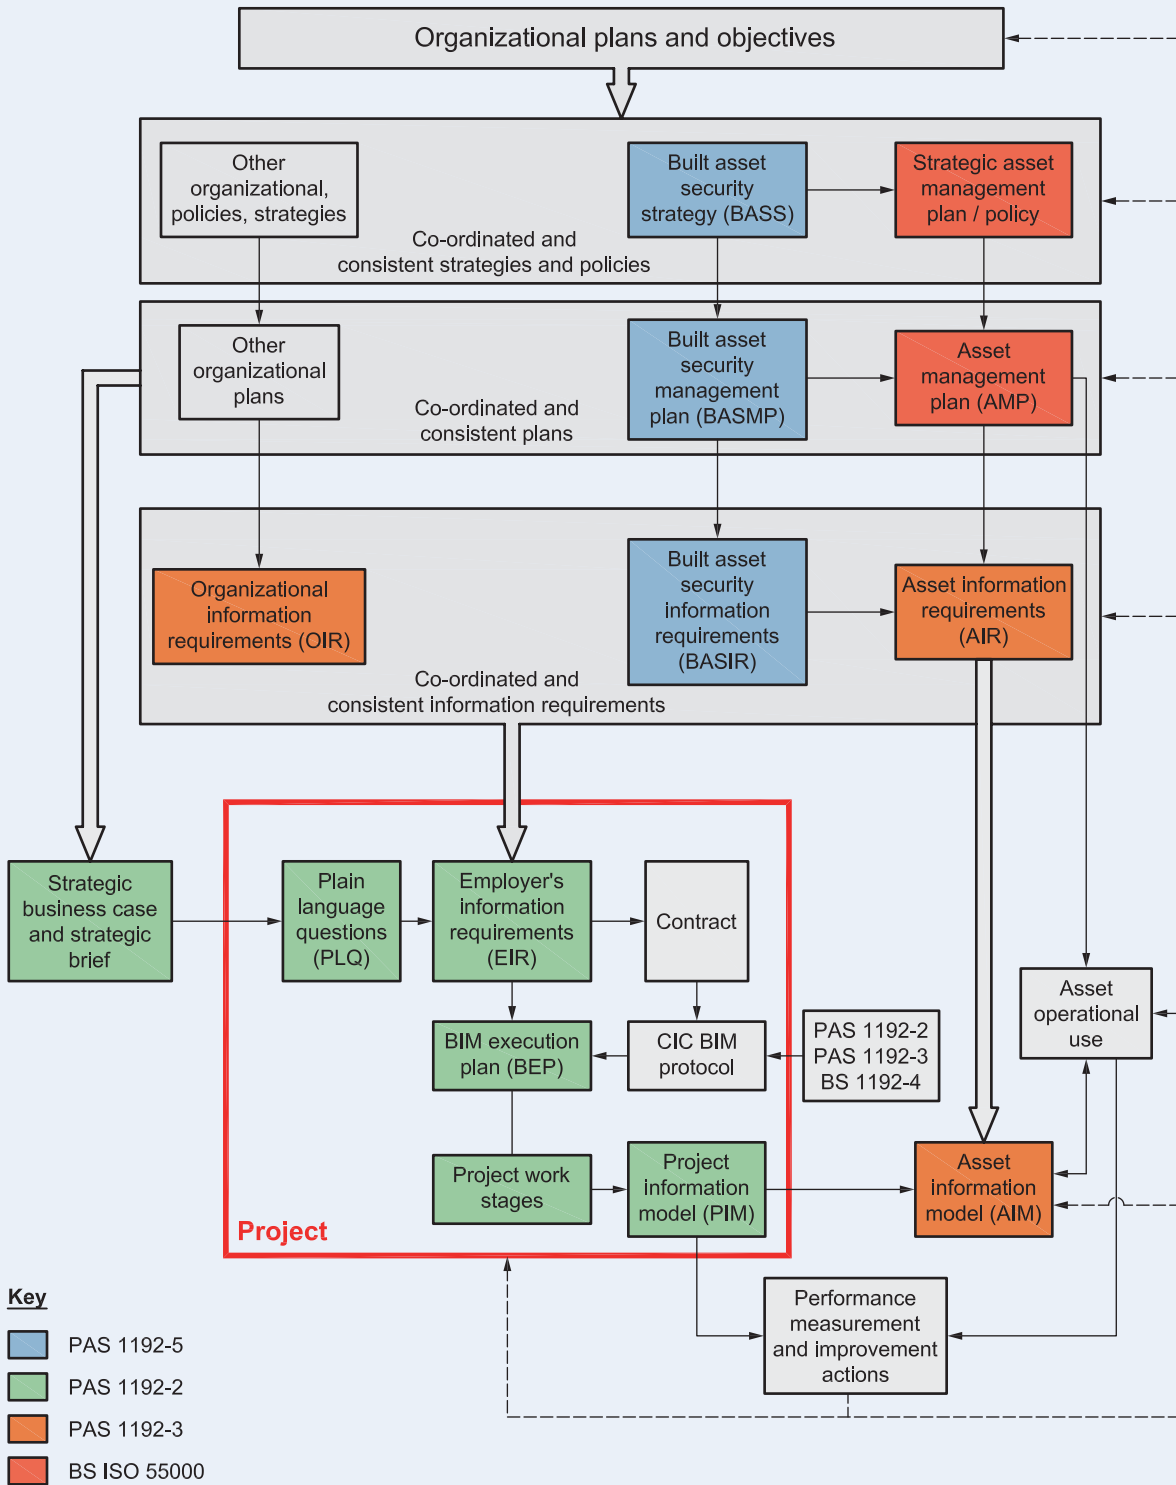 Organizational plans and objectives
Other
organizational,
policies, strategies
Built asset
security
strategy (BASS)
Strategic asset
management
plan / policy
Co-ordinated and
consistent strategies and policies
Other
organizational
plans
Built asset
security
management
plan (BASMP)
Asset
management
plan (AMP)
Co-ordinated and
consistent plans
Organizational
information
requirements (OIR)
Built asset
security
information
requirements
(BASIR)
Asset information
requirements
(AIR)
Co-ordinated and
consistent information requirements
Strategic
business case
and strategic
brief
Plain
language
questions
(PLQ)
Employer's
information
requirements
(EIR)
Contract
Asset
operational
use
BIM execution
plan (BEP)
CIC BIM
protocol
PAS 1192-2
PAS 1192-3
BS 1192-4
Project work
stages
Project
information
model (PIM)
Asset
information
model (AIM)
Project
Performance
measurement
and improvement
actions
Key
PAS 1192-5
PAS 1192-2
PAS 1192-3
BS ISO 55000